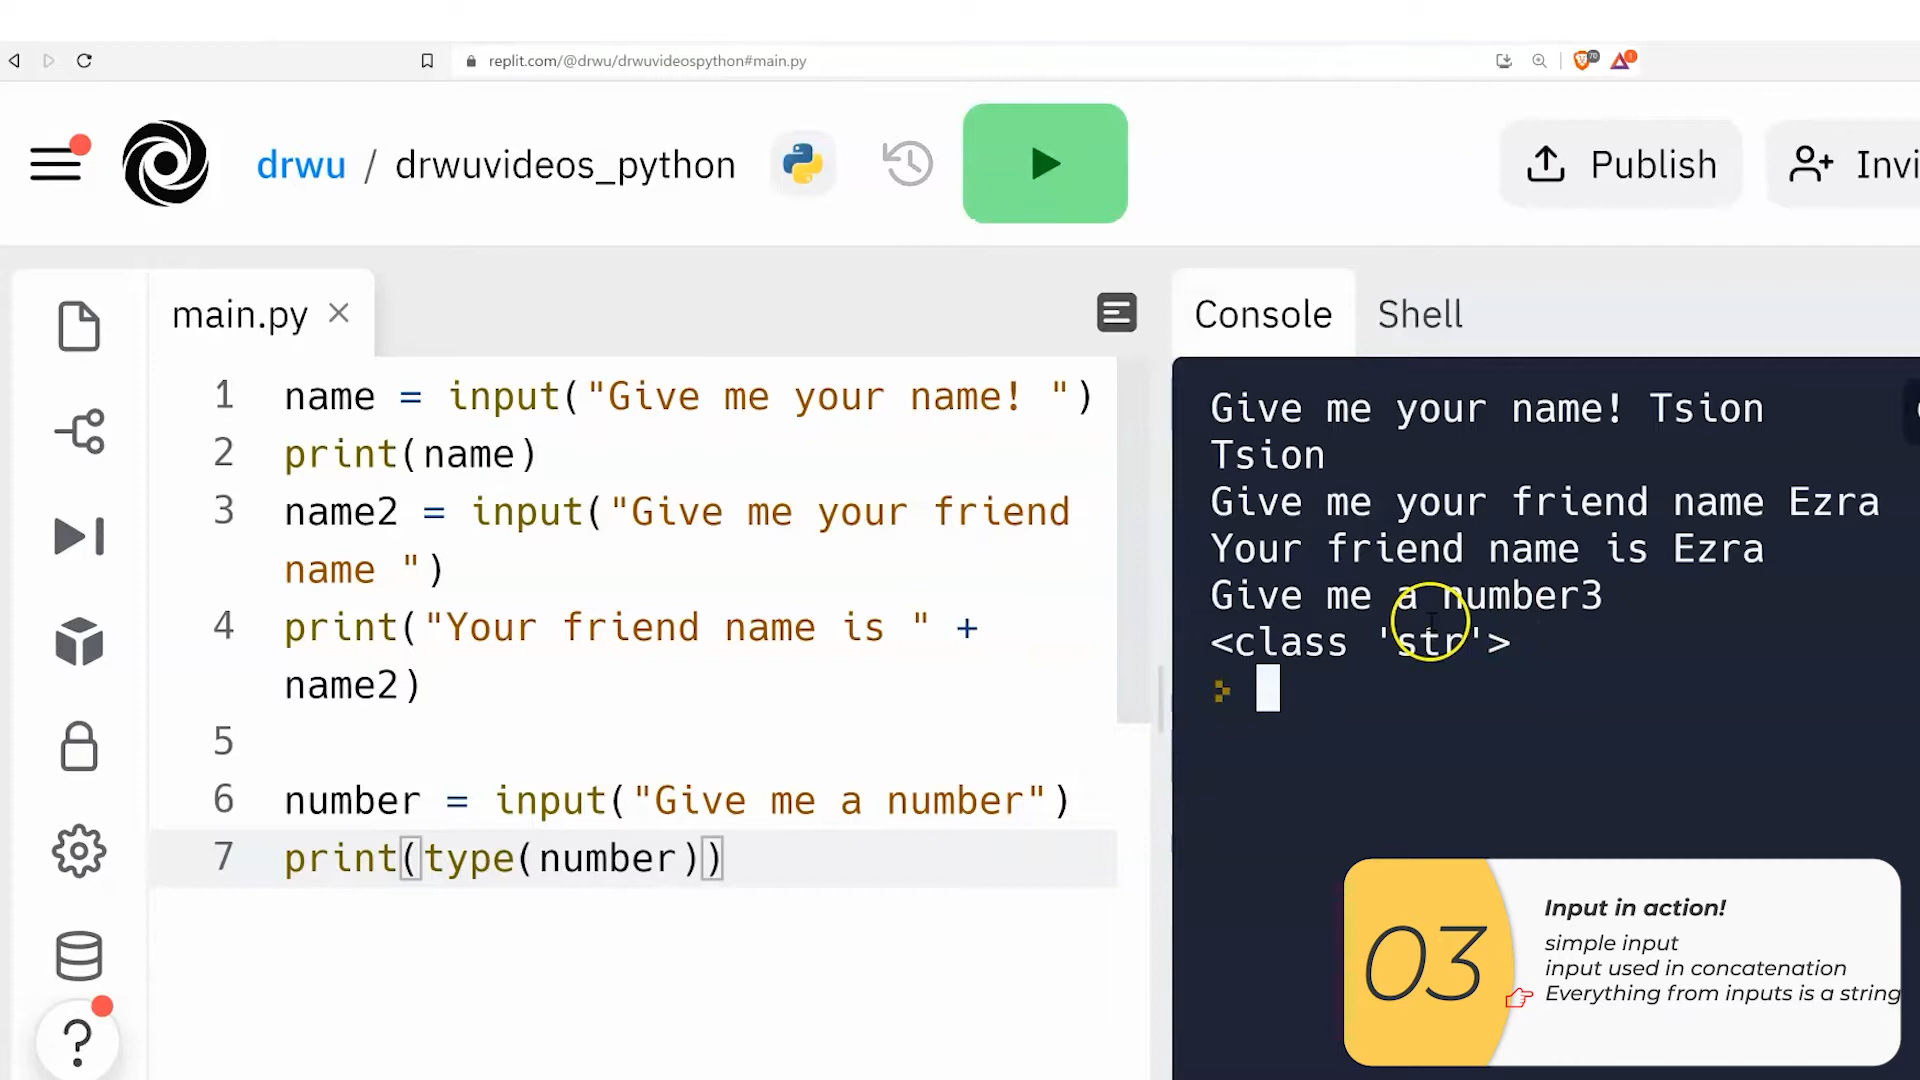 replit.com/@drwu/drwuvideospython#main.py
70
1
drwu / drwuvideos_python
Publish
Invi
main.py
Console
Shell
1 name = input("Give me your name! ")
2 print(name)
3 name2 = input("Give me your friend
name ")
4 print("Your friend name is " +
name2)
5
6 number = input("Give me a number")
7 print(type(number))
Give me your name! Tsion
Tsion
Give me your friend name Ezra
Your friend name is Ezra
Give me a number3
<class 'str'>
03
Input in action!
simple input
input used in concatenation
Everything from inputs is a string
?